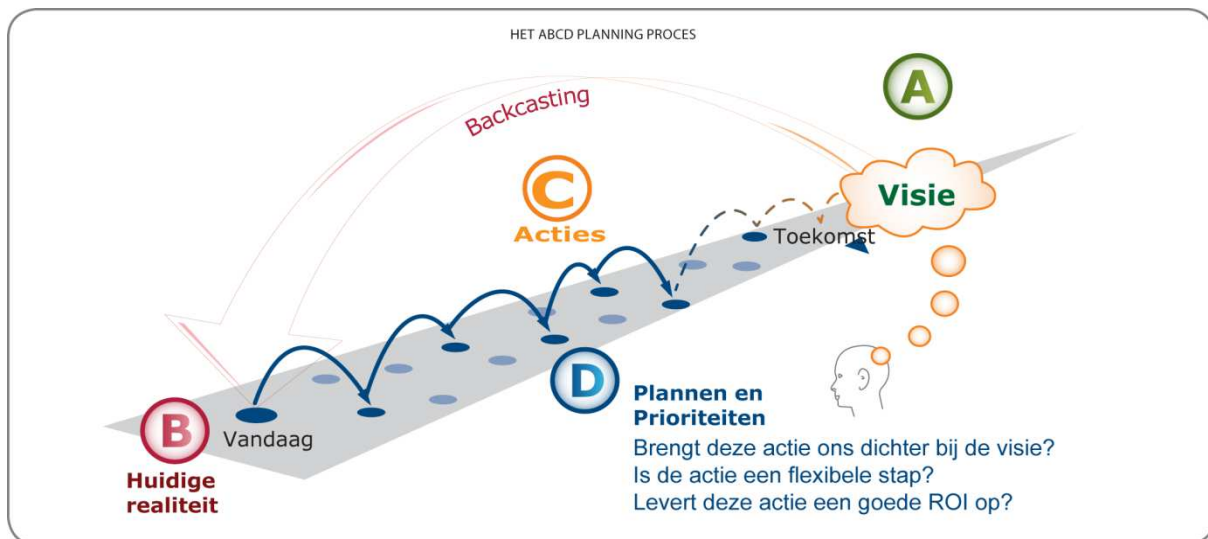 HET ABCD PLANNING PROCES
A
Backcasting
Visie
C
Acties
Toekomst
D
Plannen en
Prioriteiten
Brengt deze actie ons dichter bij de visie?
Is de actie een flexibele stap?
Levert deze actie een goede ROI op?
B
Vandaag
Huidige
realiteit